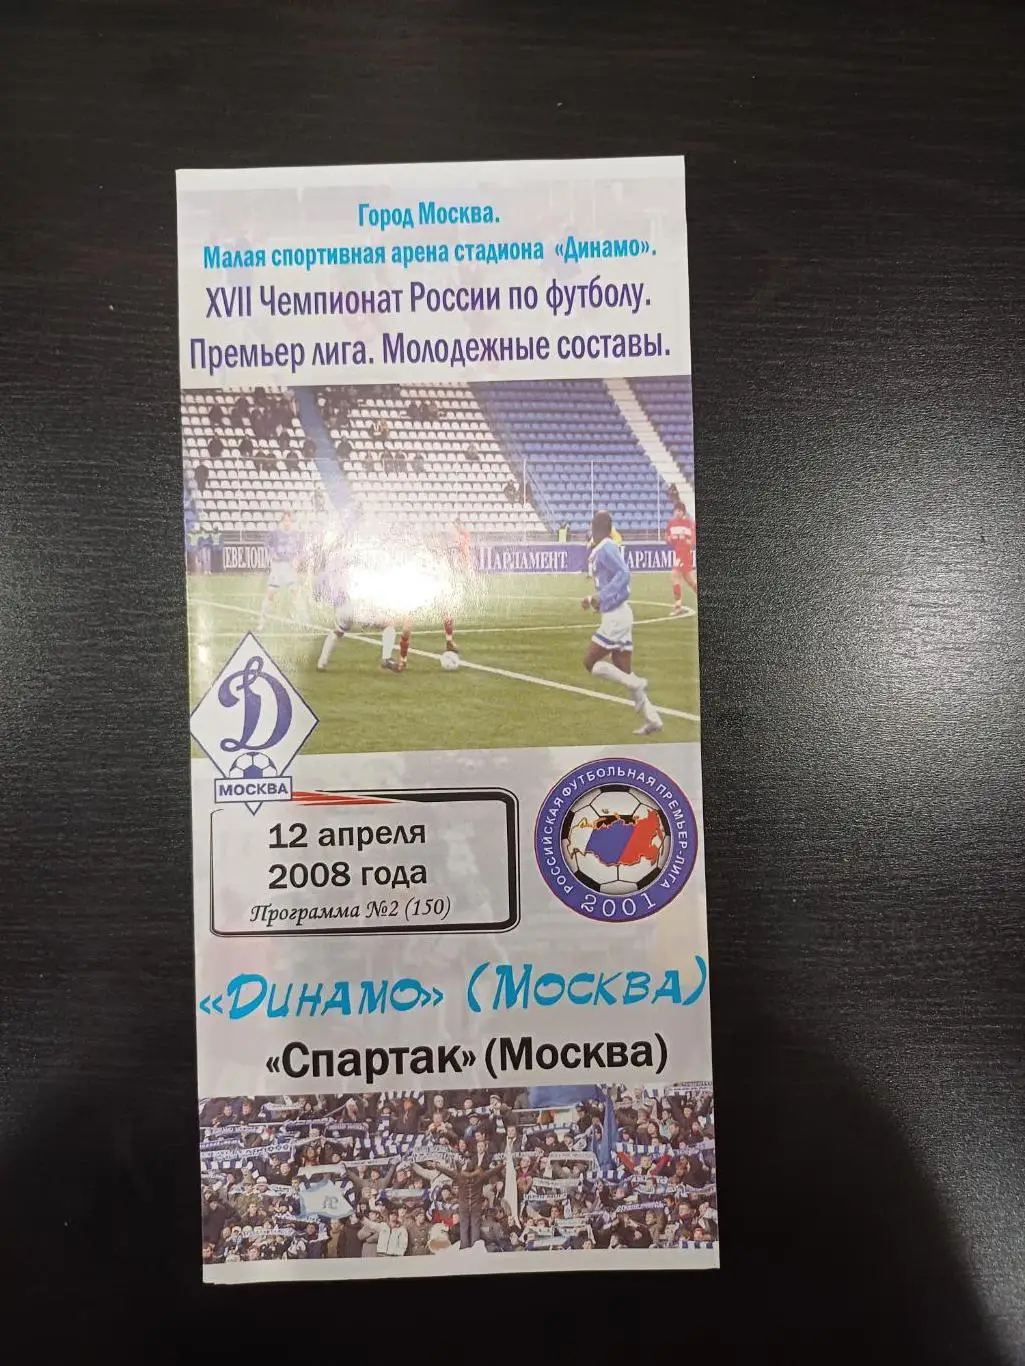 Город Москва.
Малая спортивная арена стадиона «Динамо».
XVII Чемпионат России по футболу.
Премьер лига. Молодежные составы.
ПАРЛАМЕНТ
Д
МОСКВА
12 апреля
2008 года
Программа №2 (150)
РОССИЙСКАЯ ФУТБОЛЬНАЯ ПРЕМЬЕР-ЛИГА
2001
«Динамо» (Москва)
«Спартак» (Москва)